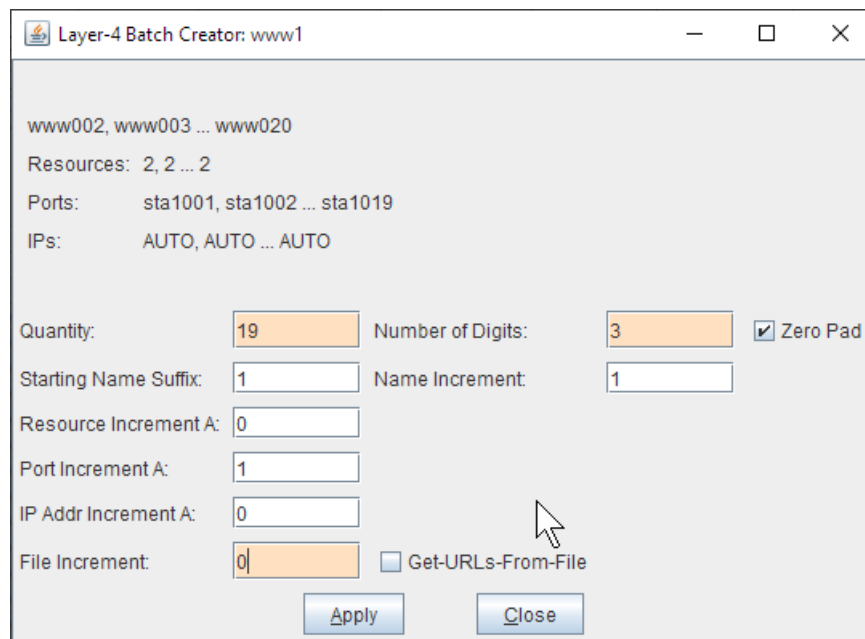 Layer-4 Batch Creator: www1
www002, www003 ... www020
Resources: 2, 2 ... 2
Ports: sta1001, sta1002 ... sta1019
IPs: AUTO, AUTO ... AUTO
Quantity: 19 Number of Digits: 3 Zero Pad
Starting Name Suffix: 1 Name Increment: 1
Resource Increment A: 0
Port Increment A: 1
IP Addr Increment A: 0
File Increment: 0 Get-URLs-From-File
Apply Close